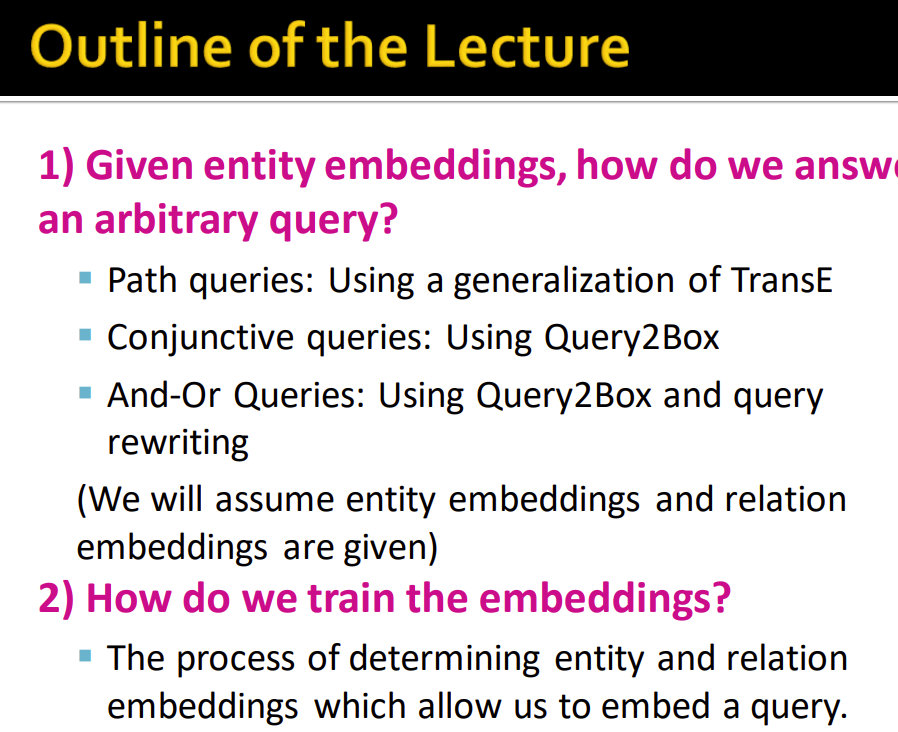 Outline of the Lecture
1) Given entity embeddings, how do we answ
an arbitrary query?
▪ Path queries: Using a generalization of TransE
▪ Conjunctive queries: Using Query2Box
▪ And-Or Queries: Using Query2Box and query
rewriting
(We will assume entity embeddings and relation
embeddings are given)
2) How do we train the embeddings?
▪ The process of determining entity and relation
embeddings which allow us to embed a query.